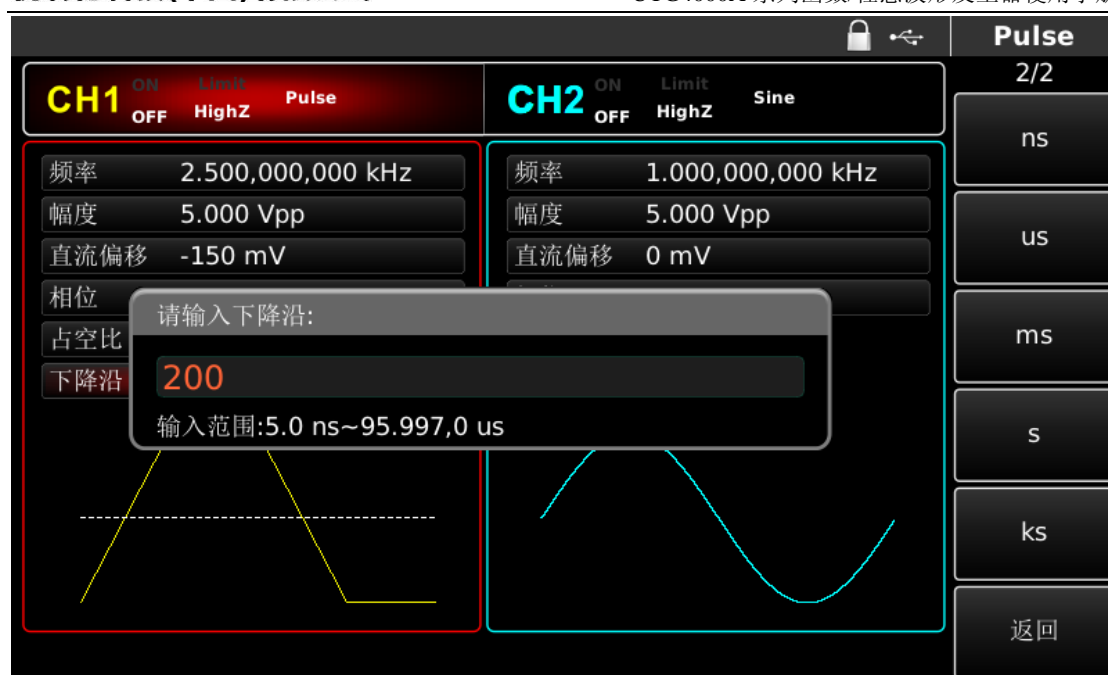 Pulse
2/2
CH1 ON OFF Limit HighZ Pulse
CH2 ON OFF Limit HighZ Sine
频率 2.500,000,000 kHz
幅度 5.000 Vpp
直流偏移 -150 mV
相位
占空比
下降沿
频率 1.000,000,000 kHz
幅度 5.000 Vpp
直流偏移 0 mV
请输入下降沿:
200
输入范围:5.0 ns~95.997,0 us
ns
us
ms
s
ks
返回